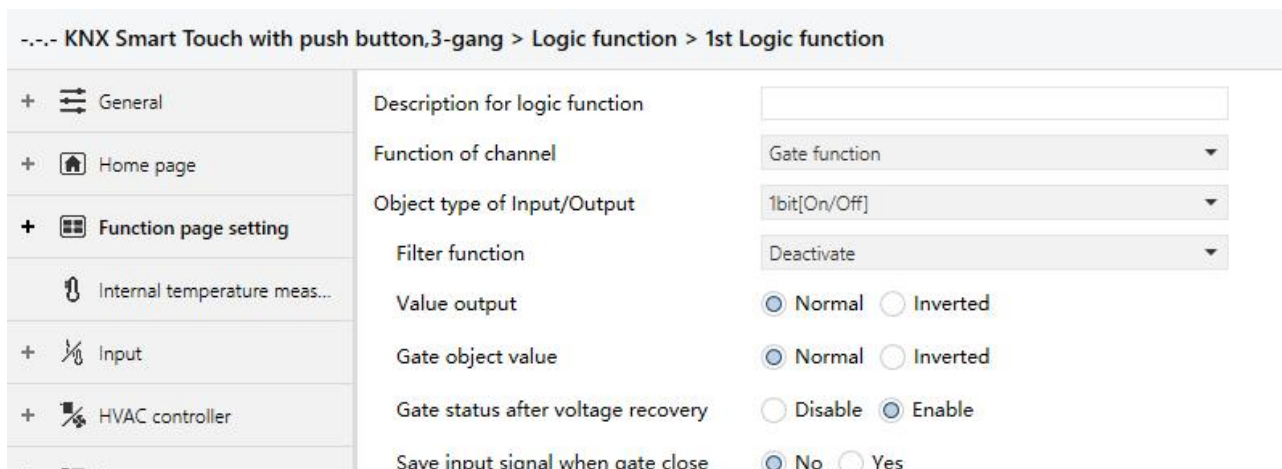 -.-.- KNX Smart Touch with push button,3-gang > Logic function > 1st Logic function
+ General
+ Home page
+ Function page setting
Internal temperature meas...
+ Input
+ HVAC controller
Description for logic function
Function of channel Gate function
Object type of Input/Output 1bit[On/Off]
Filter function Deactivate
Value output Normal Inverted
Gate object value Normal Inverted
Gate status after voltage recovery Disable Enable
Save input signal when gate close No Yes